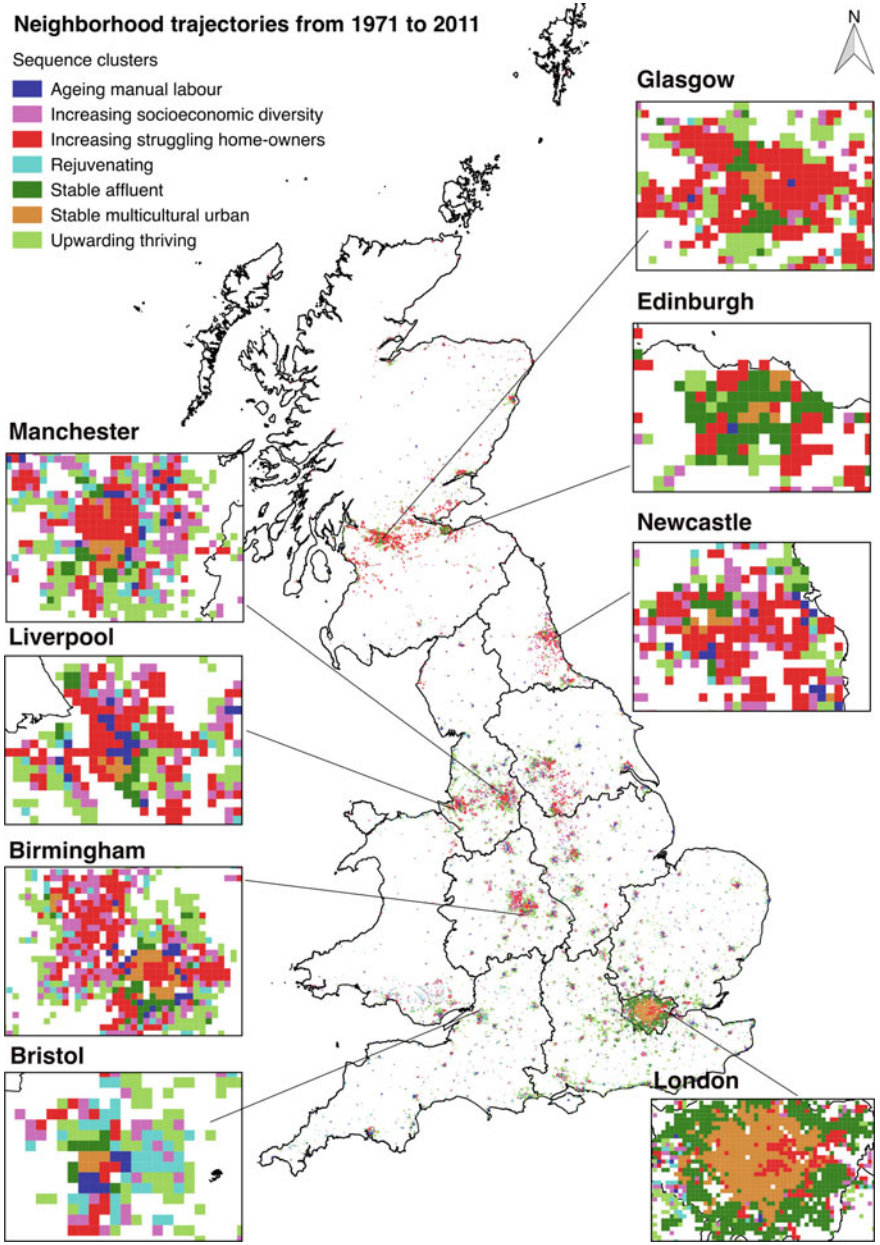 Neighborhood trajectories from 1971 to 2011
Sequence clusters
Ageing manual labour
Increasing socioeconomic diversity
Increasing struggling home-owners
Rejuvenating
Stable affluent
Stable multicultural urban
Upwarding thriving
N
Glasgow
Edinburgh
Manchester
Newcastle
Liverpool
Birmingham
Bristol
London